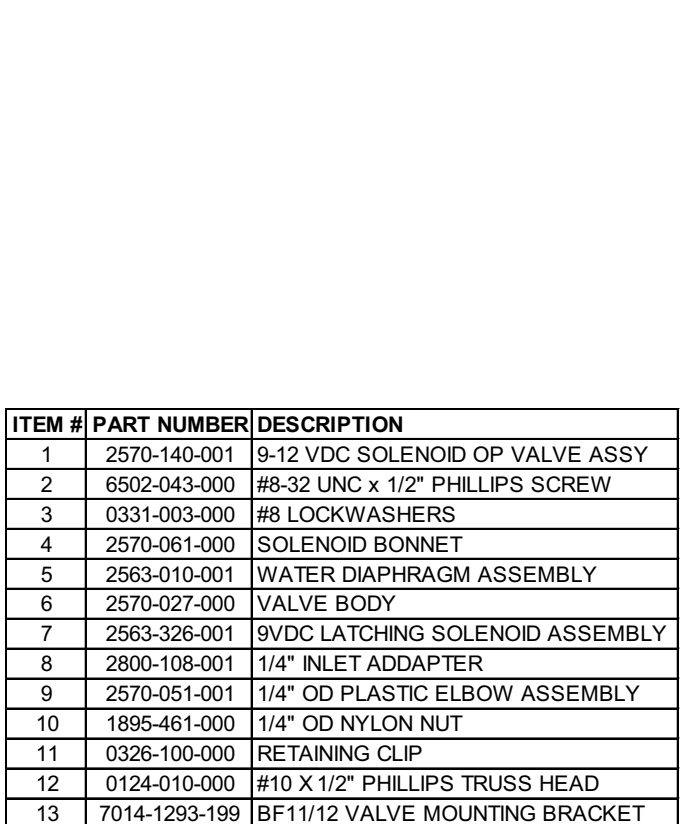 ITEM # PART NUMBER DESCRIPTION
1 2570-140-001 9-12 VDC SOLENOID OP VALVE ASSY
2 6502-043-000 #8-32 UNC x 1/2" PHILLIPS SCREW
3 0331-003-000 #8 LOCKWASHERS
4 2570-061-000 SOLENOID BONNET
5 2563-010-001 WATER DIAPHRAGM ASSEMBLY
6 2570-027-000 VALVE BODY
7 2563-326-001 9VDC LATCHING SOLENOID ASSEMBLY
8 2800-108-001 1/4" INLET ADDAPTER
9 2570-051-001 1/4" OD PLASTIC ELBOW ASSEMBLY
10 1895-461-000 1/4" OD NYLON NUT
11 0326-100-000 RETAINING CLIP
12 0124-010-000 #10 X 1/2" PHILLIPS TRUSS HEAD
13 7014-1293-199 BF11/12 VALVE MOUNTING BRACKET